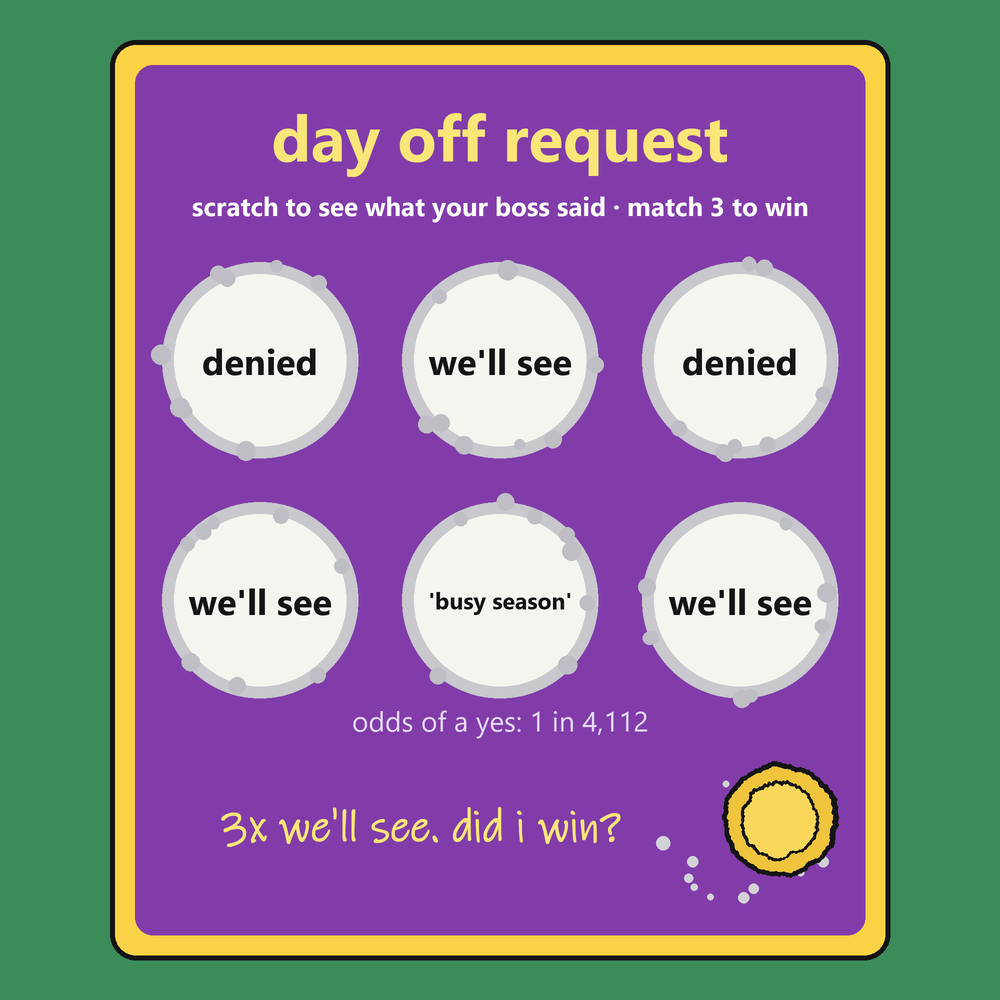 day off request
scratch to see what your boss said · match 3 to win
denied
we'll see
denied
we'll see
'busy season'
we'll see
odds of a yes: 1 in 4,112
3x we'll see. did i win?